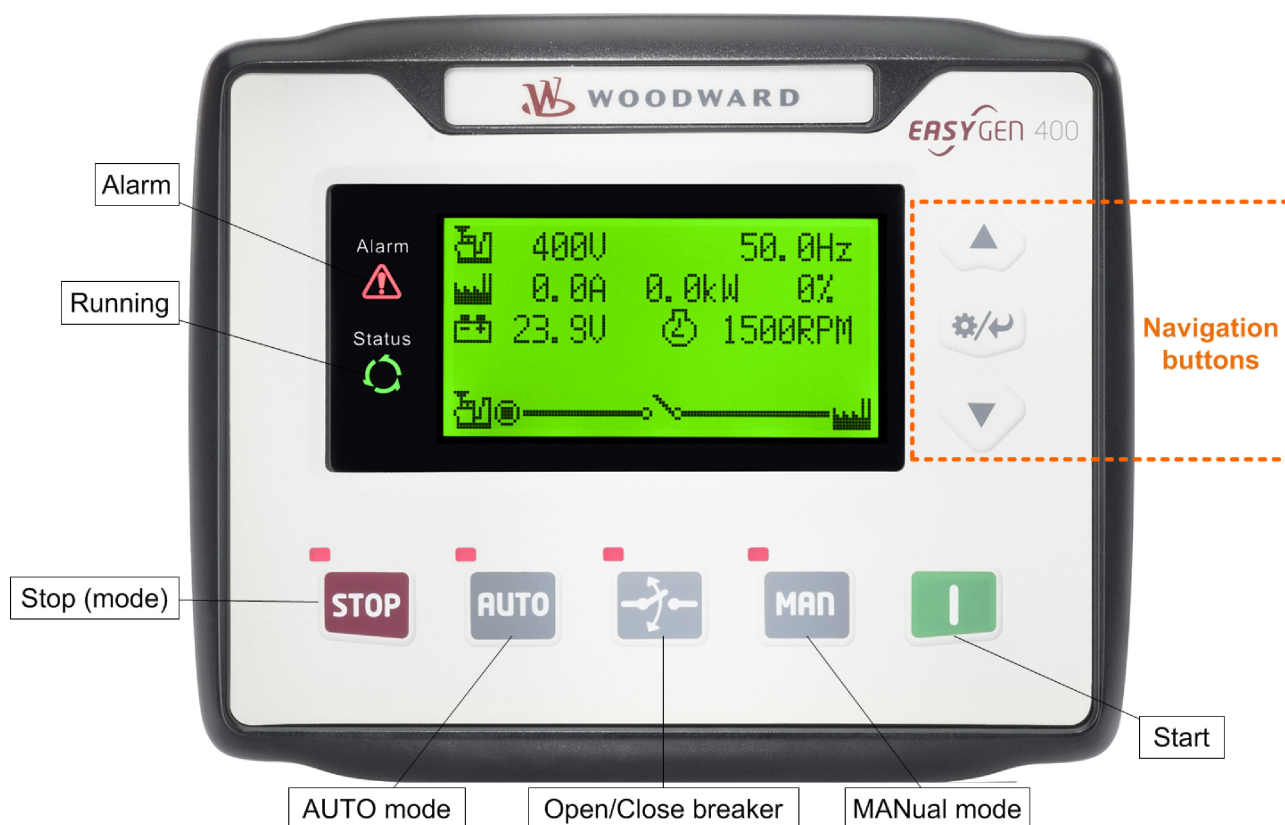 WOODWARD
EASYGEN 400
Alarm
Alarm
400V 50.0Hz
0.0A 0.0kW 0%
Running
Status
23.9V 1500RPM
Navigation
buttons
Stop (mode)
STOP
AUTO
MAN
Start
AUTO mode
Open/Close breaker
MANual mode